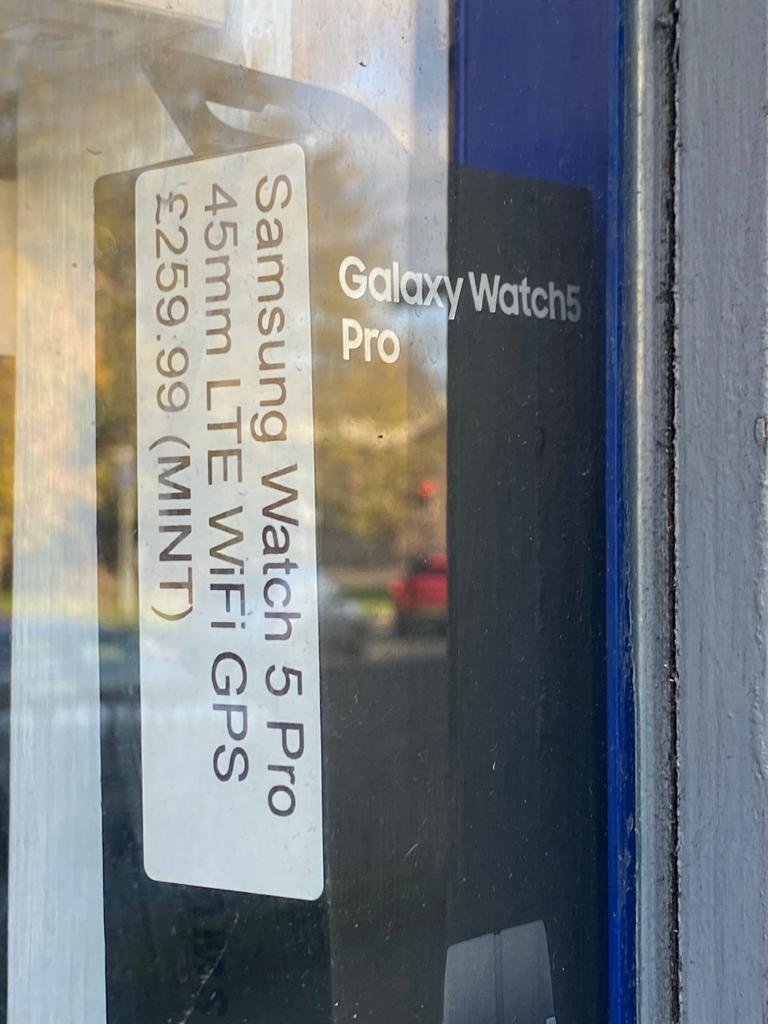 Samsung Watch 5 Pro
45mm LTE WiFi GPS
£259.99 (MINT)
Galaxy Watch5
Pro